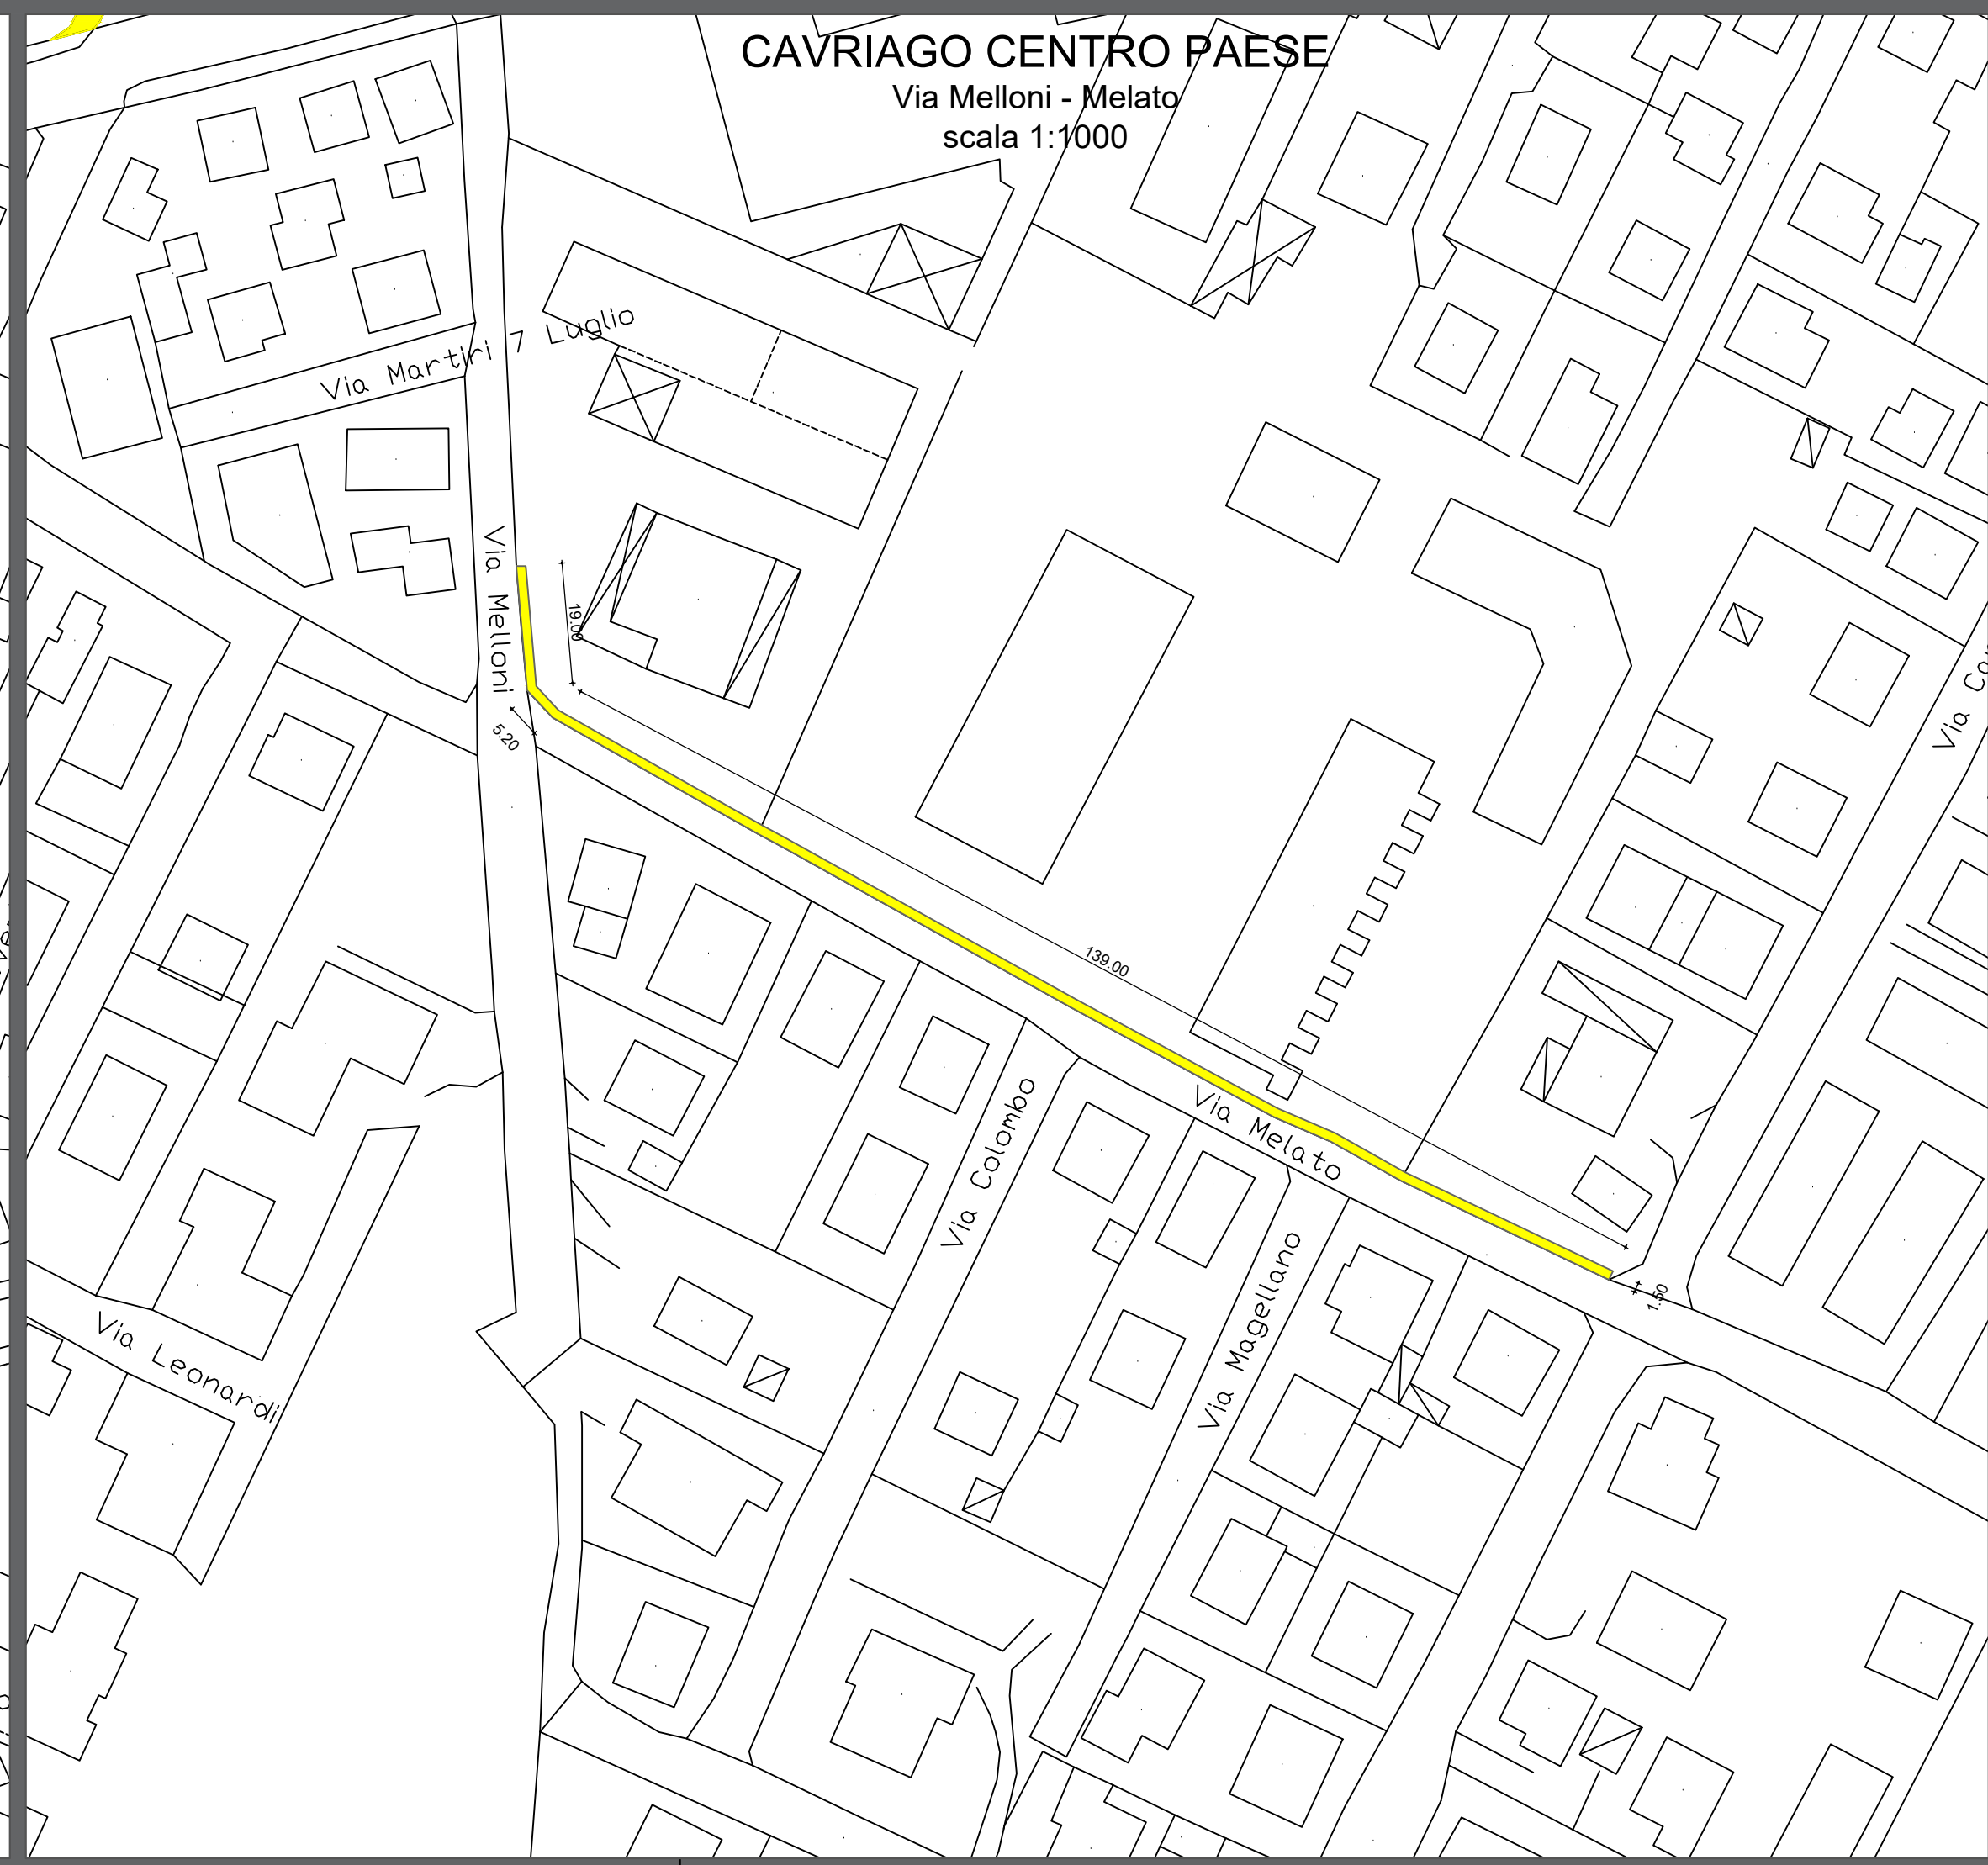 CAVRIAGO CENTRO PAESE
Via Melloni - Melato
scala 1:1000
Via Martiri 7 Luglio
Via Melloni
19.00
5.20
139.00
Via Melato
Via Colombo
Via Magellano
1.50
Via Leonardi
Via